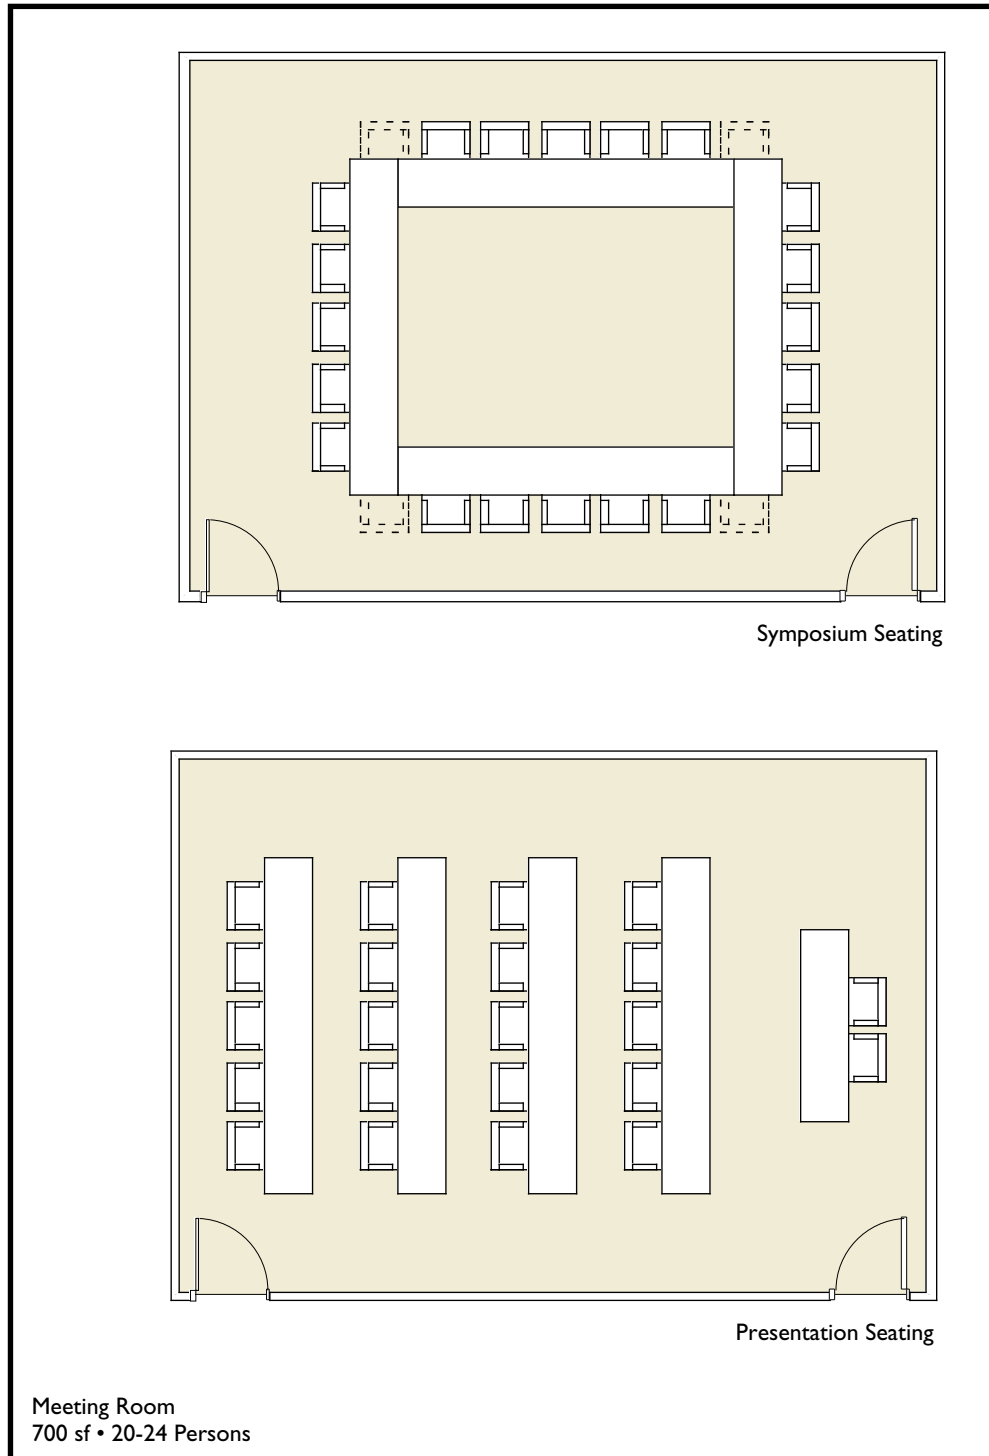 Symposium Seating
Presentation Seating
Meeting Room
700 sf • 20-24 Persons